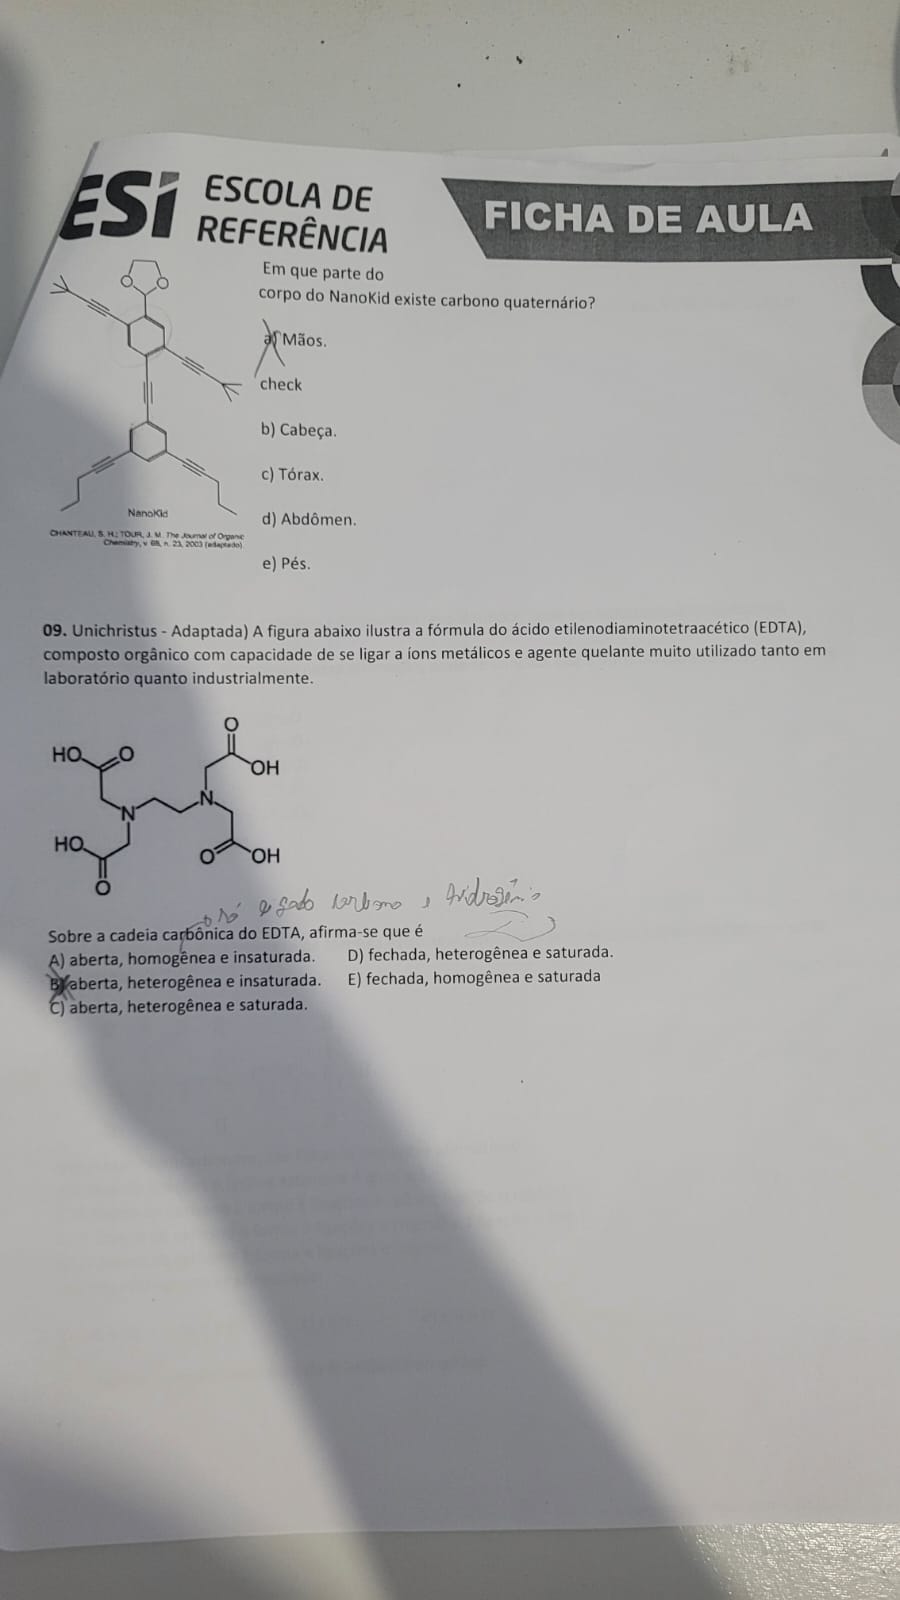 ESi ESCOLA DE
REFERÊNCIA
FICHA DE AULA
Em que parte do
corpo do NanoKid existe carbono quaternário?
a) Mãos.
check
b) Cabeça.
c) Tórax.
d) Abdômen.
e) Pés.
NanoKid
CHANTEAU, S. H.; TOUR, J. M. The Journal of Organic
Chemistry, v. 68, n. 23, 2003 (adaptado).
09. Unichristus - Adaptada) A figura abaixo ilustra a fórmula do ácido etilenodiaminotetraacético (EDTA),
composto orgânico com capacidade de se ligar a íons metálicos e agente quelante muito utilizado tanto em
laboratório quanto industrialmente.
O
HO O
OH
N
N
HO
O OH
O
só carbono e hidrogênio
Sobre a cadeia carbônica do EDTA, afirma-se que é
A) aberta, homogênea e insaturada. D) fechada, heterogênea e saturada.
B) aberta, heterogênea e insaturada. E) fechada, homogênea e saturada
C) aberta, heterogênea e saturada.